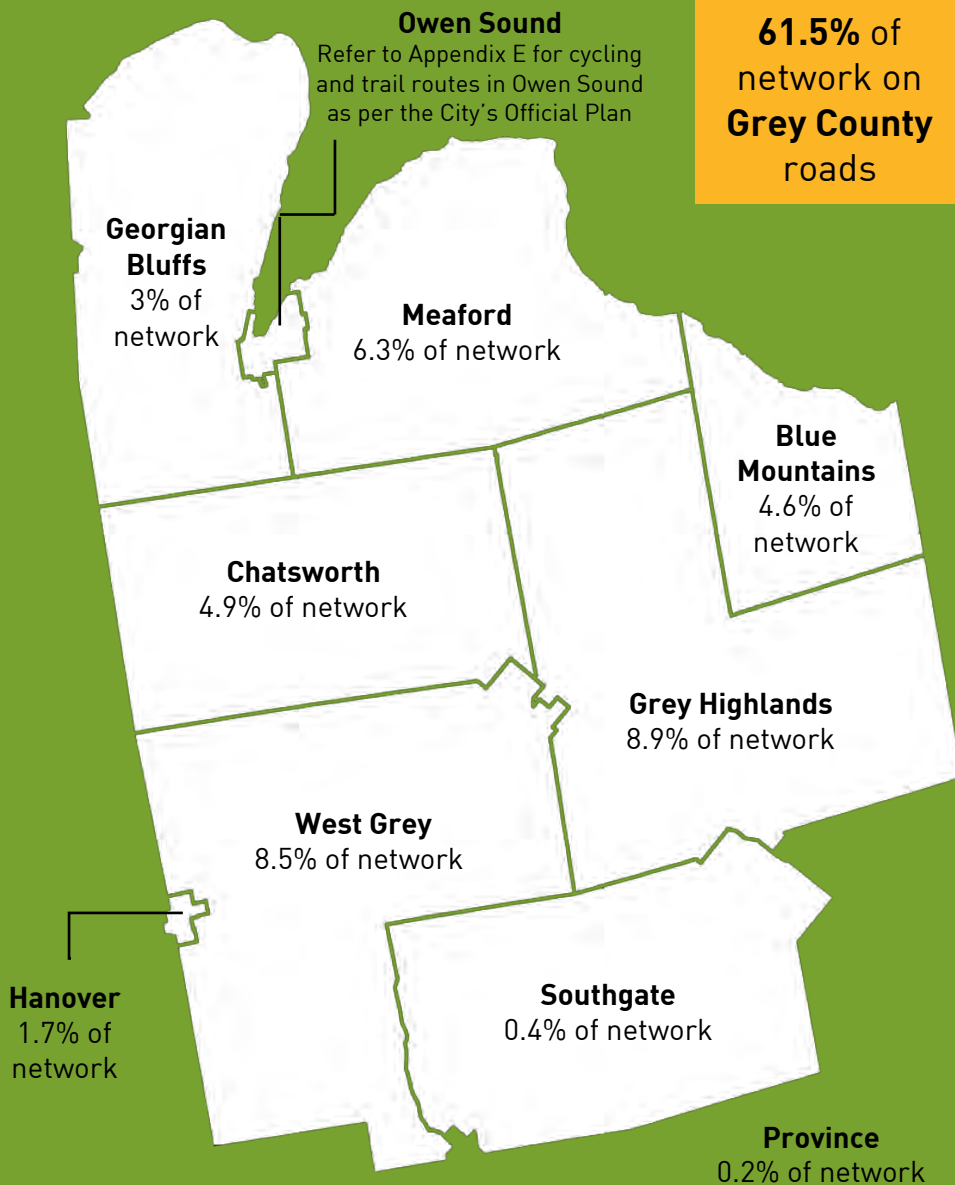 Owen Sound
Refer to Appendix E for cycling
and trail routes in Owen Sound
as per the City's Official Plan
61.5% of
network on
Grey County
roads
Georgian
Bluffs
3% of
network
Meaford
6.3% of network
Blue
Mountains
4.6% of
network
Chatsworth
4.9% of network
Grey Highlands
8.9% of network
West Grey
8.5% of network
Hanover
1.7% of
network
Southgate
0.4% of network
Province
0.2% of network